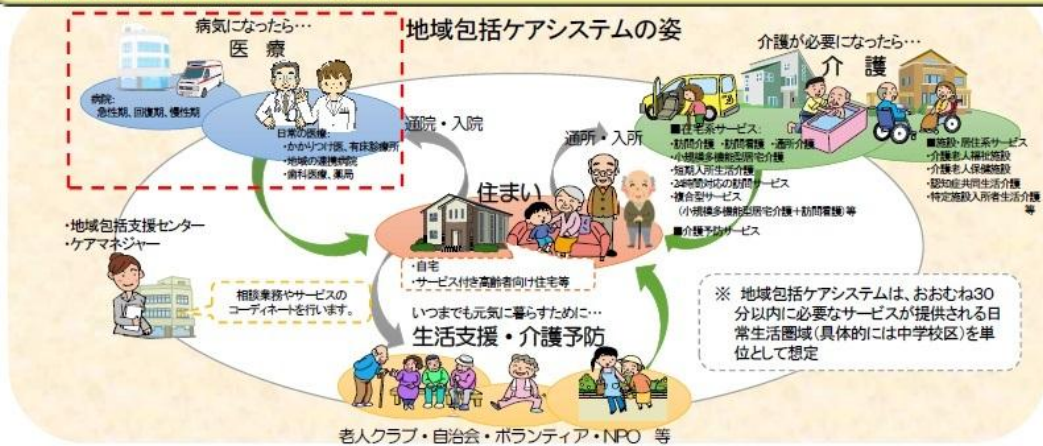 地域包括ケアシステムの姿
病気になったら…
医 療
病院:
急性期、回復期、慢性期
日常の医療:
・かかりつけ医、有床診療所
・地域の連携病院
・歯科医療、薬局
通院・入院
通所・入所
介護が必要になったら…
介 護
■在宅系サービス:
・訪問介護 ・訪問看護 ・通所介護
・小規模多機能型居宅介護
・短期入所生活介護
・24時間対応の訪問サービス
・複合型サービス
(小規模多機能型居宅介護+訪問看護)等
■介護予防サービス
■施設・居住系サービス
・介護老人福祉施設
・介護老人保健施設
・認知症共同生活介護
・特定施設入所者生活介護
等
住まい
・自宅
・サービス付き高齢者向け住宅等
・地域包括支援センター
・ケアマネジャー
相談業務やサービスの
コーディネートを行います。
いつまでも元気に暮らすために…
生活支援・介護予防
老人クラブ・自治会・ボランティア・NPO 等
※ 地域包括ケアシステムは、おおむね30
分以内に必要なサービスが提供される日
常生活圏域(具体的には中学校区)を単
位として想定